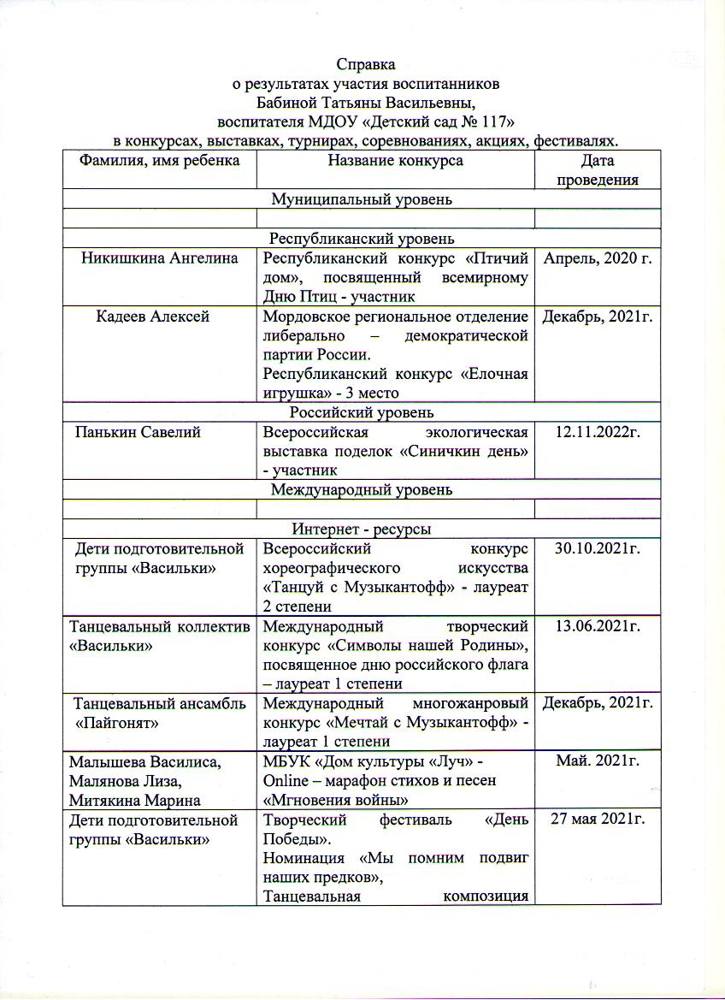 Справка
о результатах участия воспитанников
Бабиной Татьяны Васильевны,
воспитателя МДОУ «Детский сад № 117»
в конкурсах, выставках, турнирах, соревнованиях, акциях, фестивалях.
Фамилия, имя ребенка
Название конкурса
Дата
проведения
Муниципальный уровень
Республиканский уровень
Никишкина Ангелина
Республиканский конкурс «Птичий
дом», посвященный всемирному
Дню Птиц - участник
Апрель, 2020 г.
Кадеев Алексей
Мордовское региональное отделение
либерально – демократической
партии России.
Республиканский конкурс «Елочная
игрушка» - 3 место
Декабрь, 2021г.
Российский уровень
Панькин Савелий
Всероссийская экологическая
выставка поделок «Синичкин день»
- участник
12.11.2022г.
Международный уровень
Интернет - ресурсы
Дети подготовительной
группы «Васильки»
Всероссийский конкурс
хореографического искусства
«Танцуй с Музыкантофф» - лауреат
2 степени
30.10.2021г.
Танцевальный коллектив
«Васильки»
Международный творческий
конкурс «Символы нашей Родины»,
посвященное дню российского флага
– лауреат 1 степени
13.06.2021г.
Танцевальный ансамбль
«Пайгонят»
Международный многожанровый
конкурс «Мечтай с Музыкантофф» -
лауреат 1 степени
Декабрь, 2021г.
Малышева Василиса,
Малянова Лиза,
Митякина Марина
МБУК «Дом культуры «Луч» -
Online – марафон стихов и песен
«Мгновения войны»
Май. 2021г.
Дети подготовительной
группы «Васильки»
Творческий фестиваль «День
Победы».
Номинация «Мы помним подвиг
наших предков»,
Танцевальная композиция
27 мая 2021г.